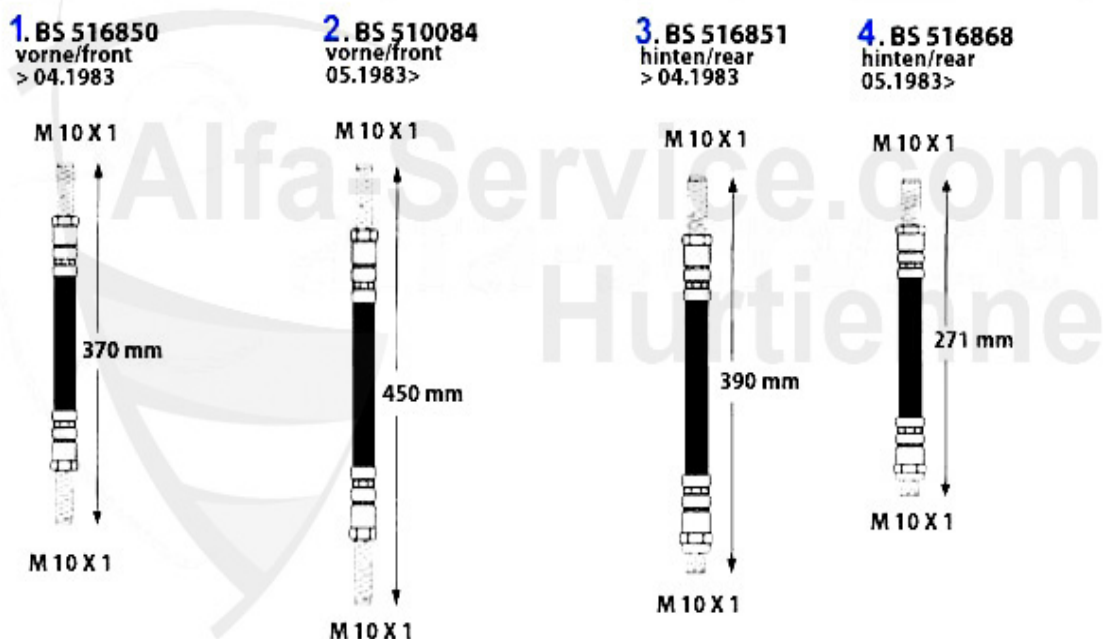 1. BS 516850
vorne/front
> 04.1983
M 10 X 1
370 mm
M 10 X 1
2. BS 510084
vorne/front
05.1983>
M 10 X 1
450 mm
M 10 X 1
3. BS 516851
hinten/rear
> 04.1983
M 10 X 1
390 mm
M 10 X 1
4. BS 516868
hinten/rear
05.1983>
M 10 X 1
271 mm
M 10 X 1
Alfa-Service.com
Hurtienne